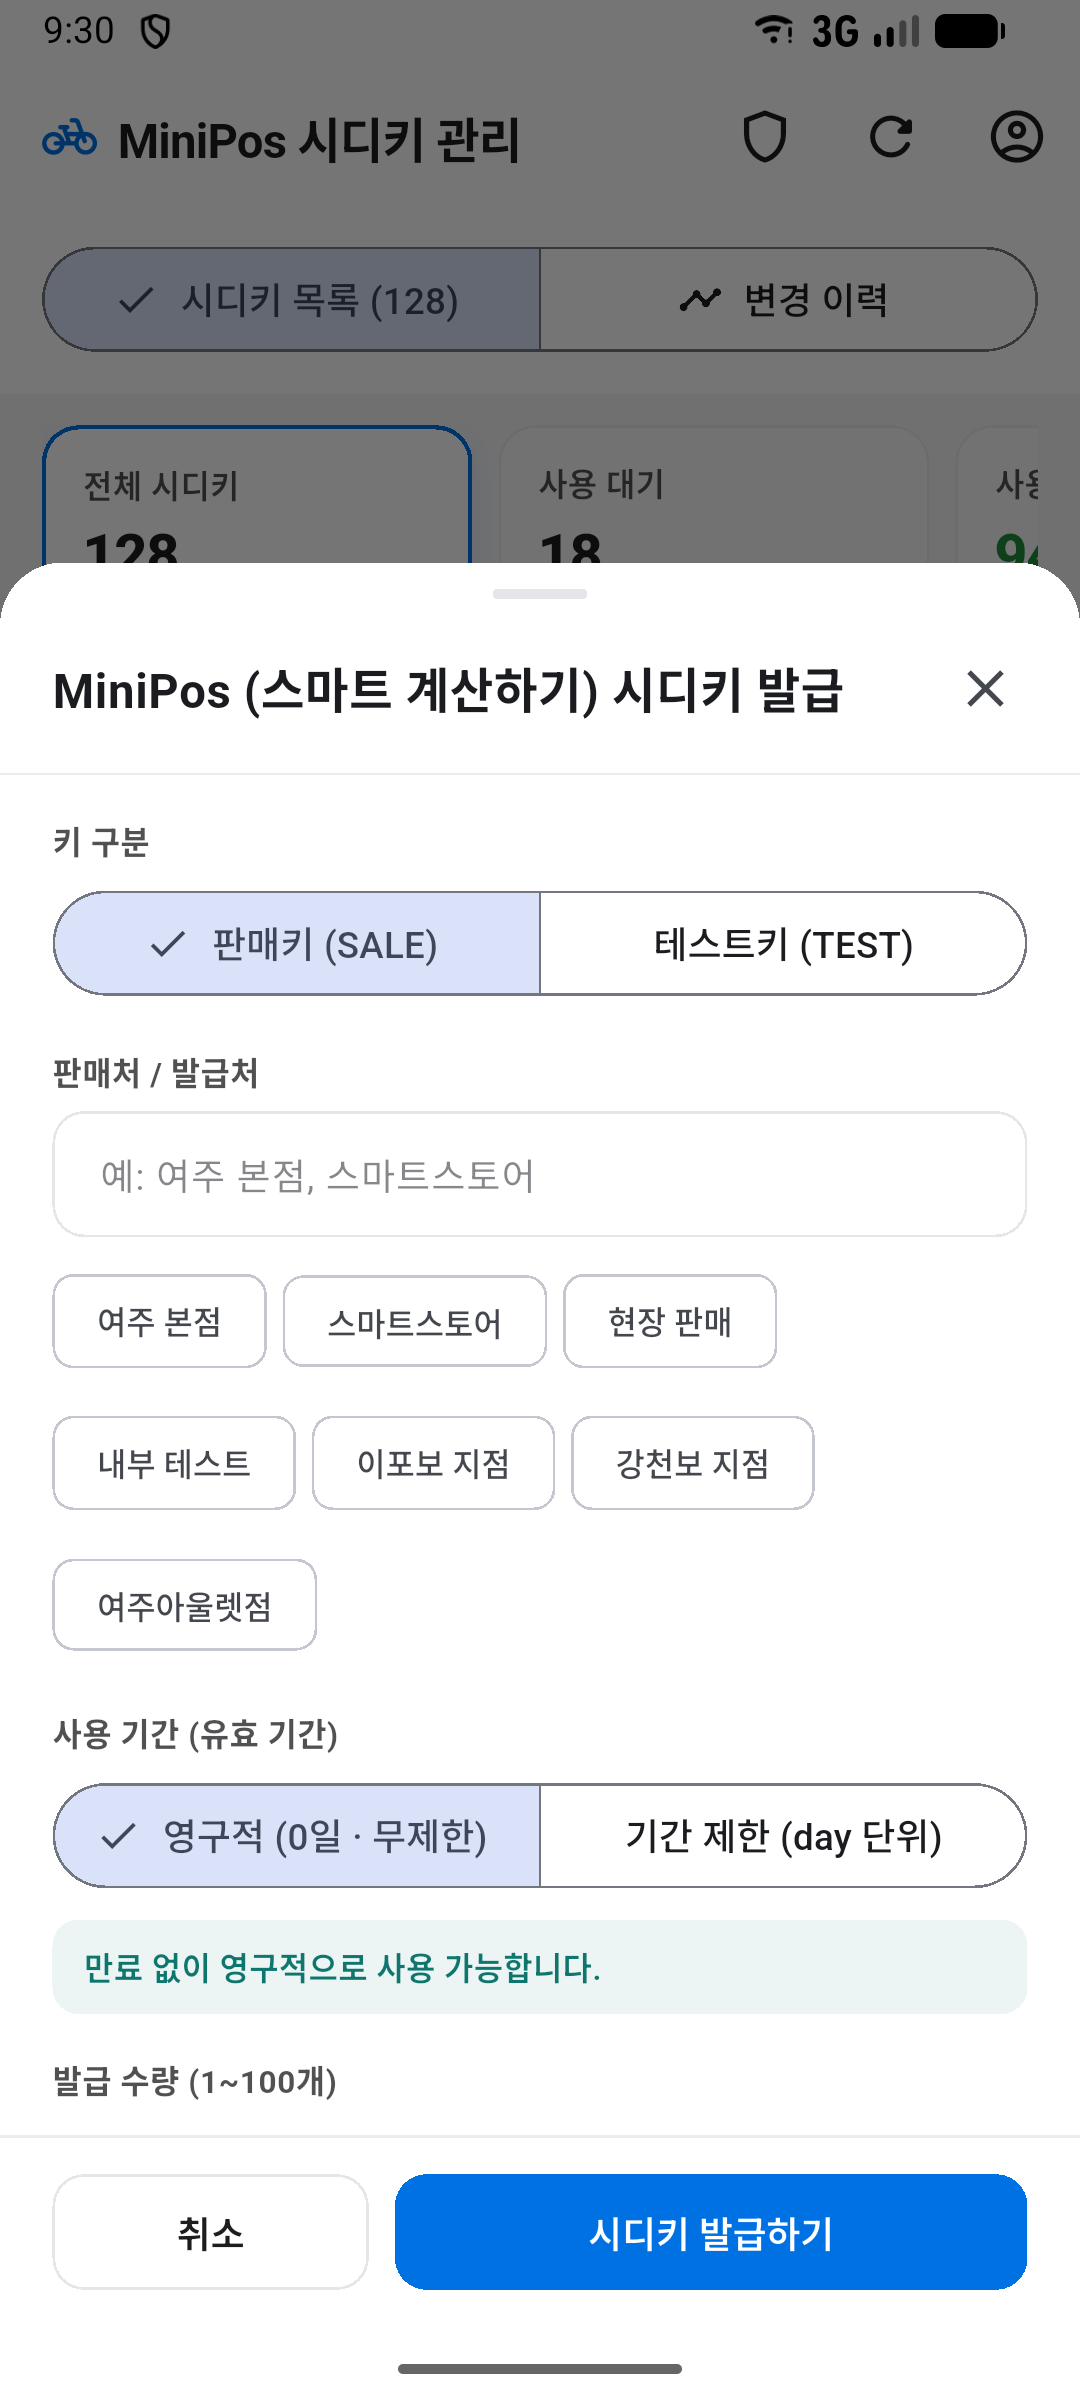 9:30
3G
MiniPos 시디키 관리
시디키 목록 (128)
변경 이력
전체 시디키
사용 대기
128
18
MiniPos (스마트 계산하기) 시디키 발급
키 구분
판매키 (SALE)
테스트키 (TEST)
판매처 / 발급처
예: 여주 본점, 스마트스토어
여주 본점
스마트스토어
현장 판매
내부 테스트
이포보 지점
강천보 지점
여주아울렛점
사용 기간 (유효 기간)
영구적 (0일 · 무제한)
기간 제한 (day 단위)
만료 없이 영구적으로 사용 가능합니다.
발급 수량 (1~100개)
취소
시디키 발급하기